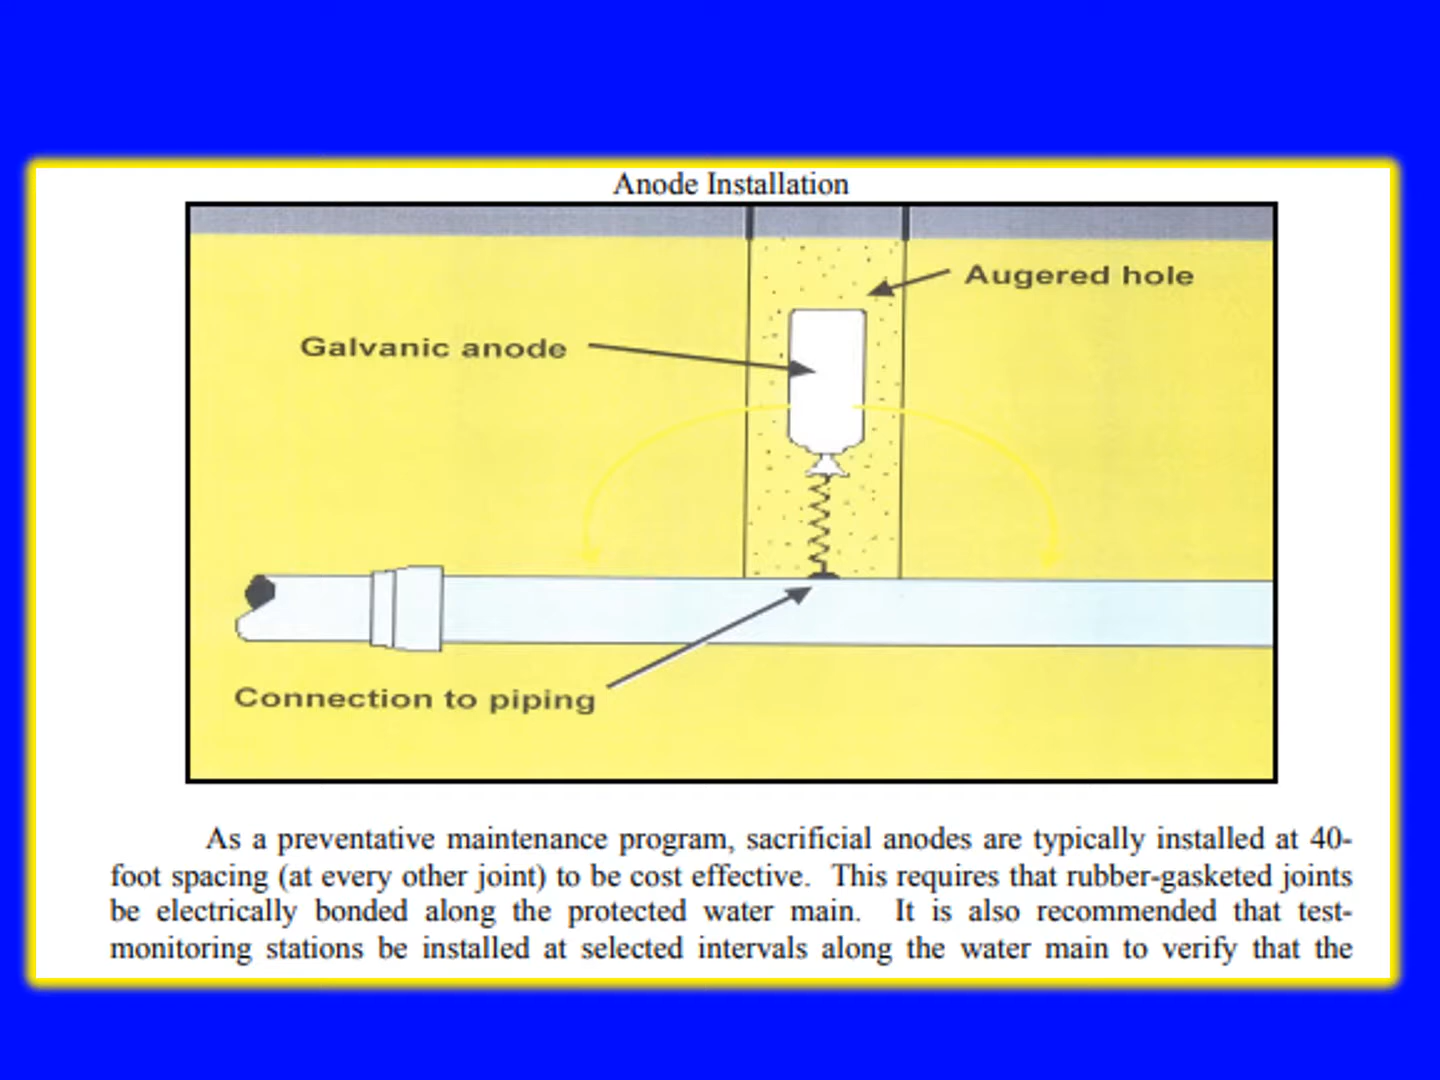 Anode Installation
Augered hole
Galvanic anode
Connection to piping
As a preventative maintenance program, sacrificial anodes are typically installed at 40-
foot spacing (at every other joint) to be cost effective. This requires that rubber-gasketed joints
be electrically bonded along the protected water main. It is also recommended that test-
monitoring stations be installed at selected intervals along the water main to verify that the